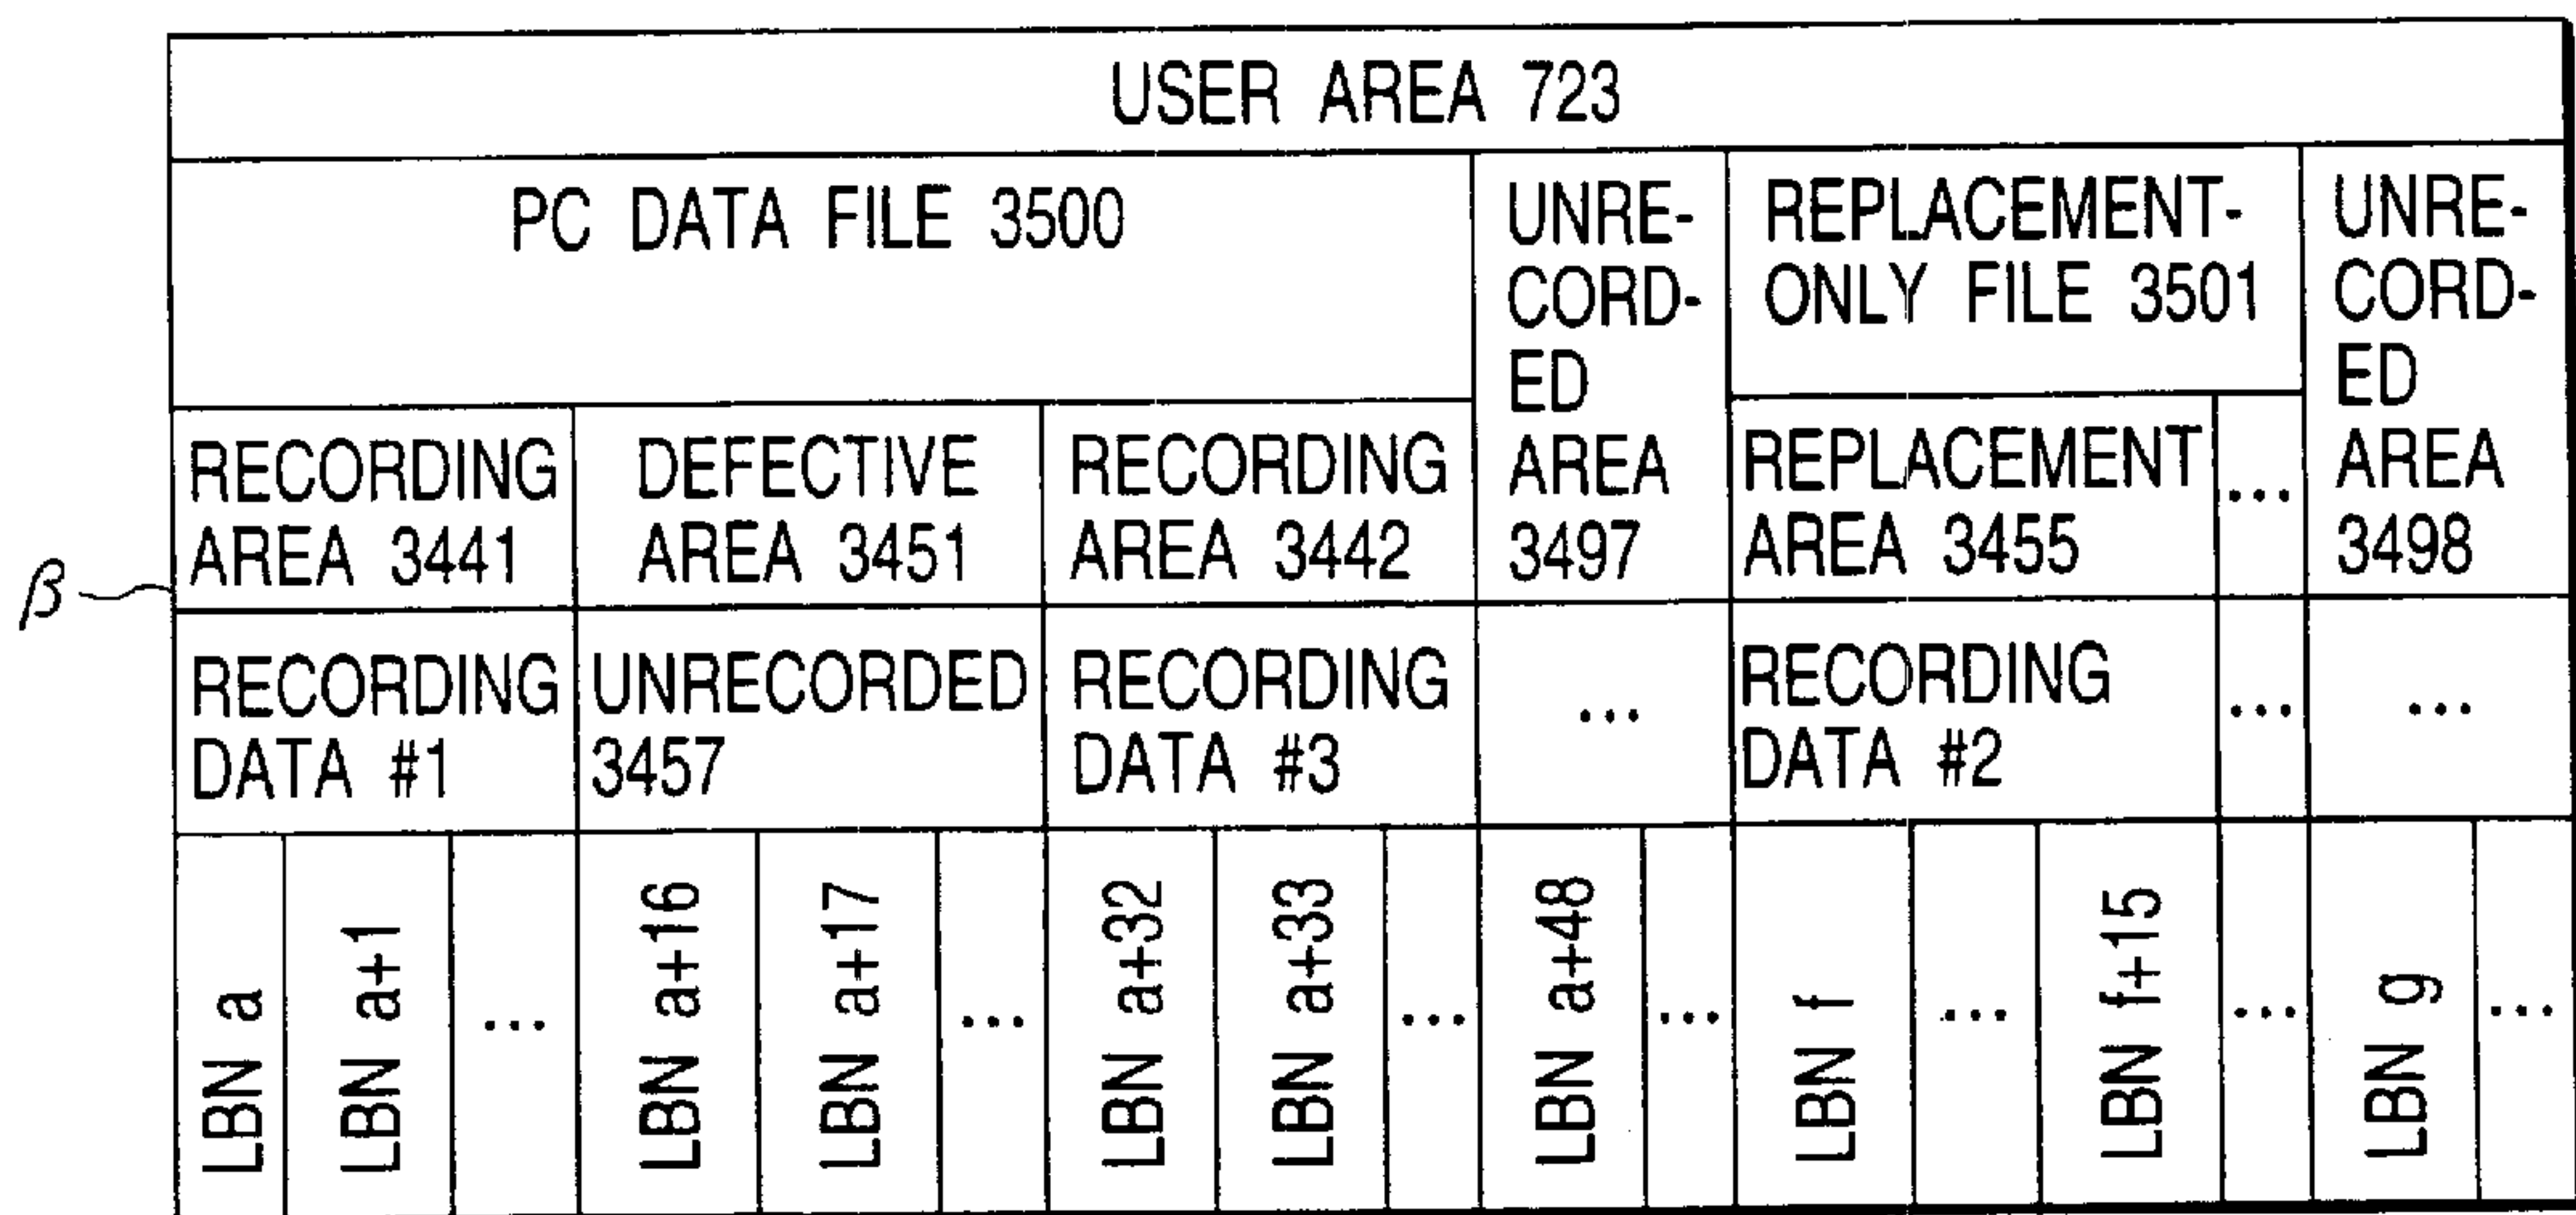 USER AREA 723
PC DATA FILE 3500
UNRE-
CORD-
ED
AREA
3497
REPLACEMENT-
ONLY FILE 3501
UNRE-
CORD-
ED
AREA
3498
RECORDING
AREA 3441
DEFECTIVE
AREA 3451
RECORDING
AREA 3442
REPLACEMENT
AREA 3455
...
β
RECORDING
DATA #1
UNRECORDED
3457
RECORDING
DATA #3
...
RECORDING
DATA #2
...
...
LBN a
LBN a+1
...
LBN a+16
LBN a+17
...
LBN a+32
LBN a+33
...
LBN a+48
...
LBN f
...
LBN f+15
...
LBN g
...